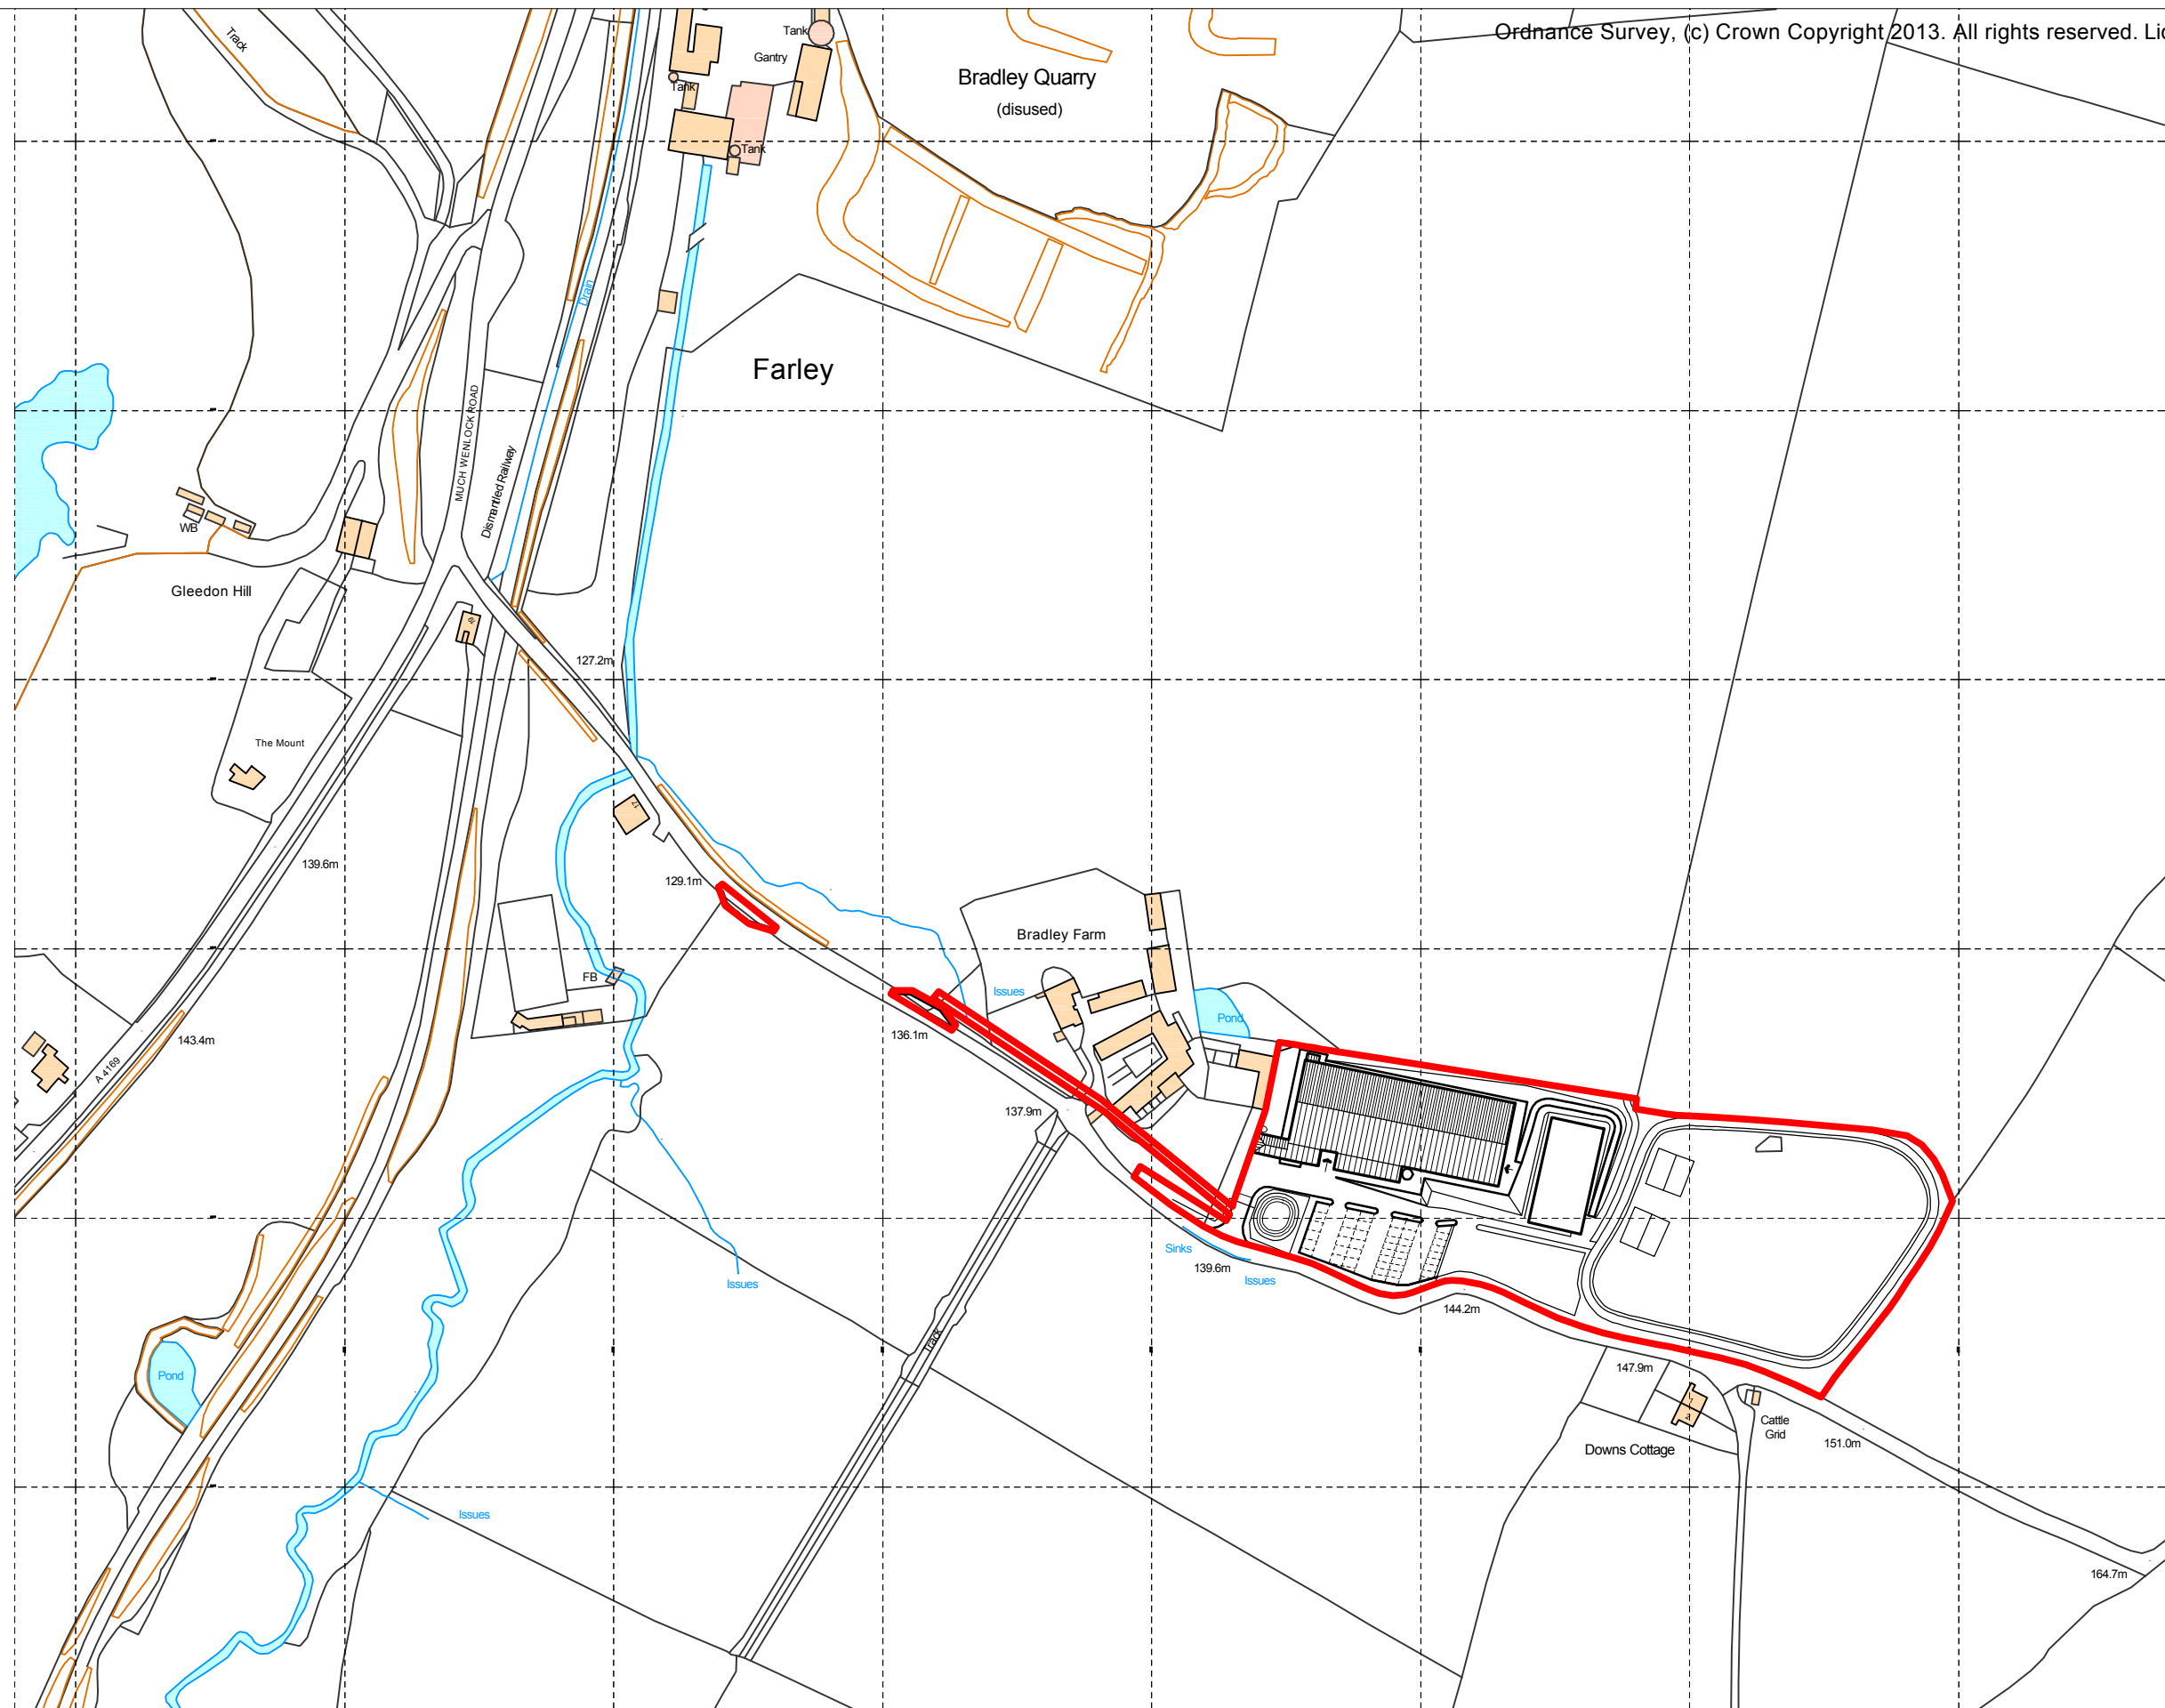 Ordnance Survey, (c) Crown Copyright 2013. All rights reserved. Lic
Track
Tank
Gantry
Tank
Tank
Bradley Quarry
(disused)
Drain
Farley
MUCH WENLOCK ROAD
Dismantled Railway
WB
Gleedon Hill
127.2m
The Mount
17
139.6m
129.1m
Bradley Farm
FB
Issues
Pond
143.4m
A 4169
136.1m
137.9m
Sinks
139.6m
Issues
Issues
144.2m
Track
Pond
147.9m
Cattle
Grid
Downs Cottage
151.0m
Issues
164.7m